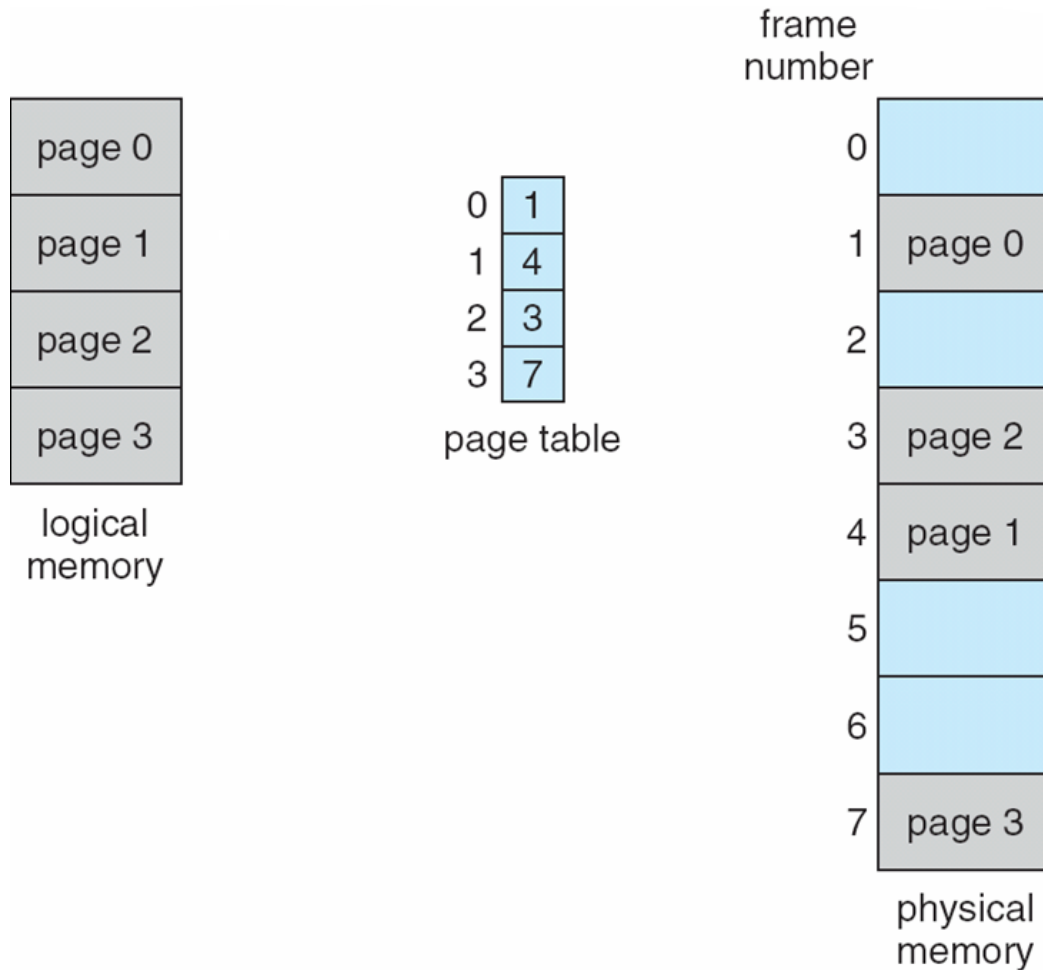 frame
number
page 0
page 1
page 2
page 3
logical
memory
0 1
1 4
2 3
3 7
page table
0
1 page 0
2
3 page 2
4 page 1
5
6
7 page 3
physical
memory